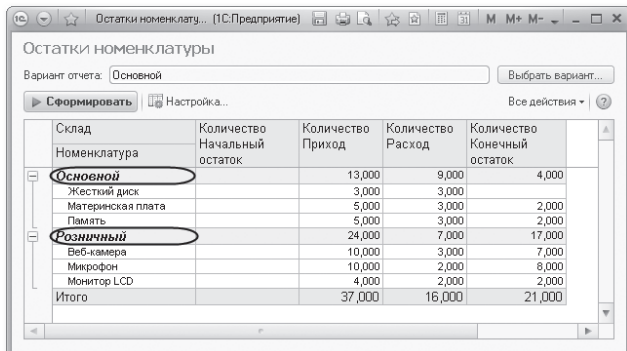 Остатки номенклату... (1С:Предприятие) M M+ M-
Остатки номенклатуры
Вариант отчета: Основной Выбрать вариант...
Сформировать Настройка... Все действия ?
Склад Количество Начальный остаток Количество Приход Количество Расход Количество Конечный остаток
Номенклатура
Основной 13,000 9,000 4,000
Жесткий диск 3,000 3,000
Материнская плата 5,000 3,000 2,000
Память 5,000 3,000 2,000
Розничный 24,000 7,000 17,000
Веб-камера 10,000 3,000 7,000
Микрофон 10,000 2,000 8,000
Монитор LCD 4,000 2,000 2,000
Итого 37,000 16,000 21,000